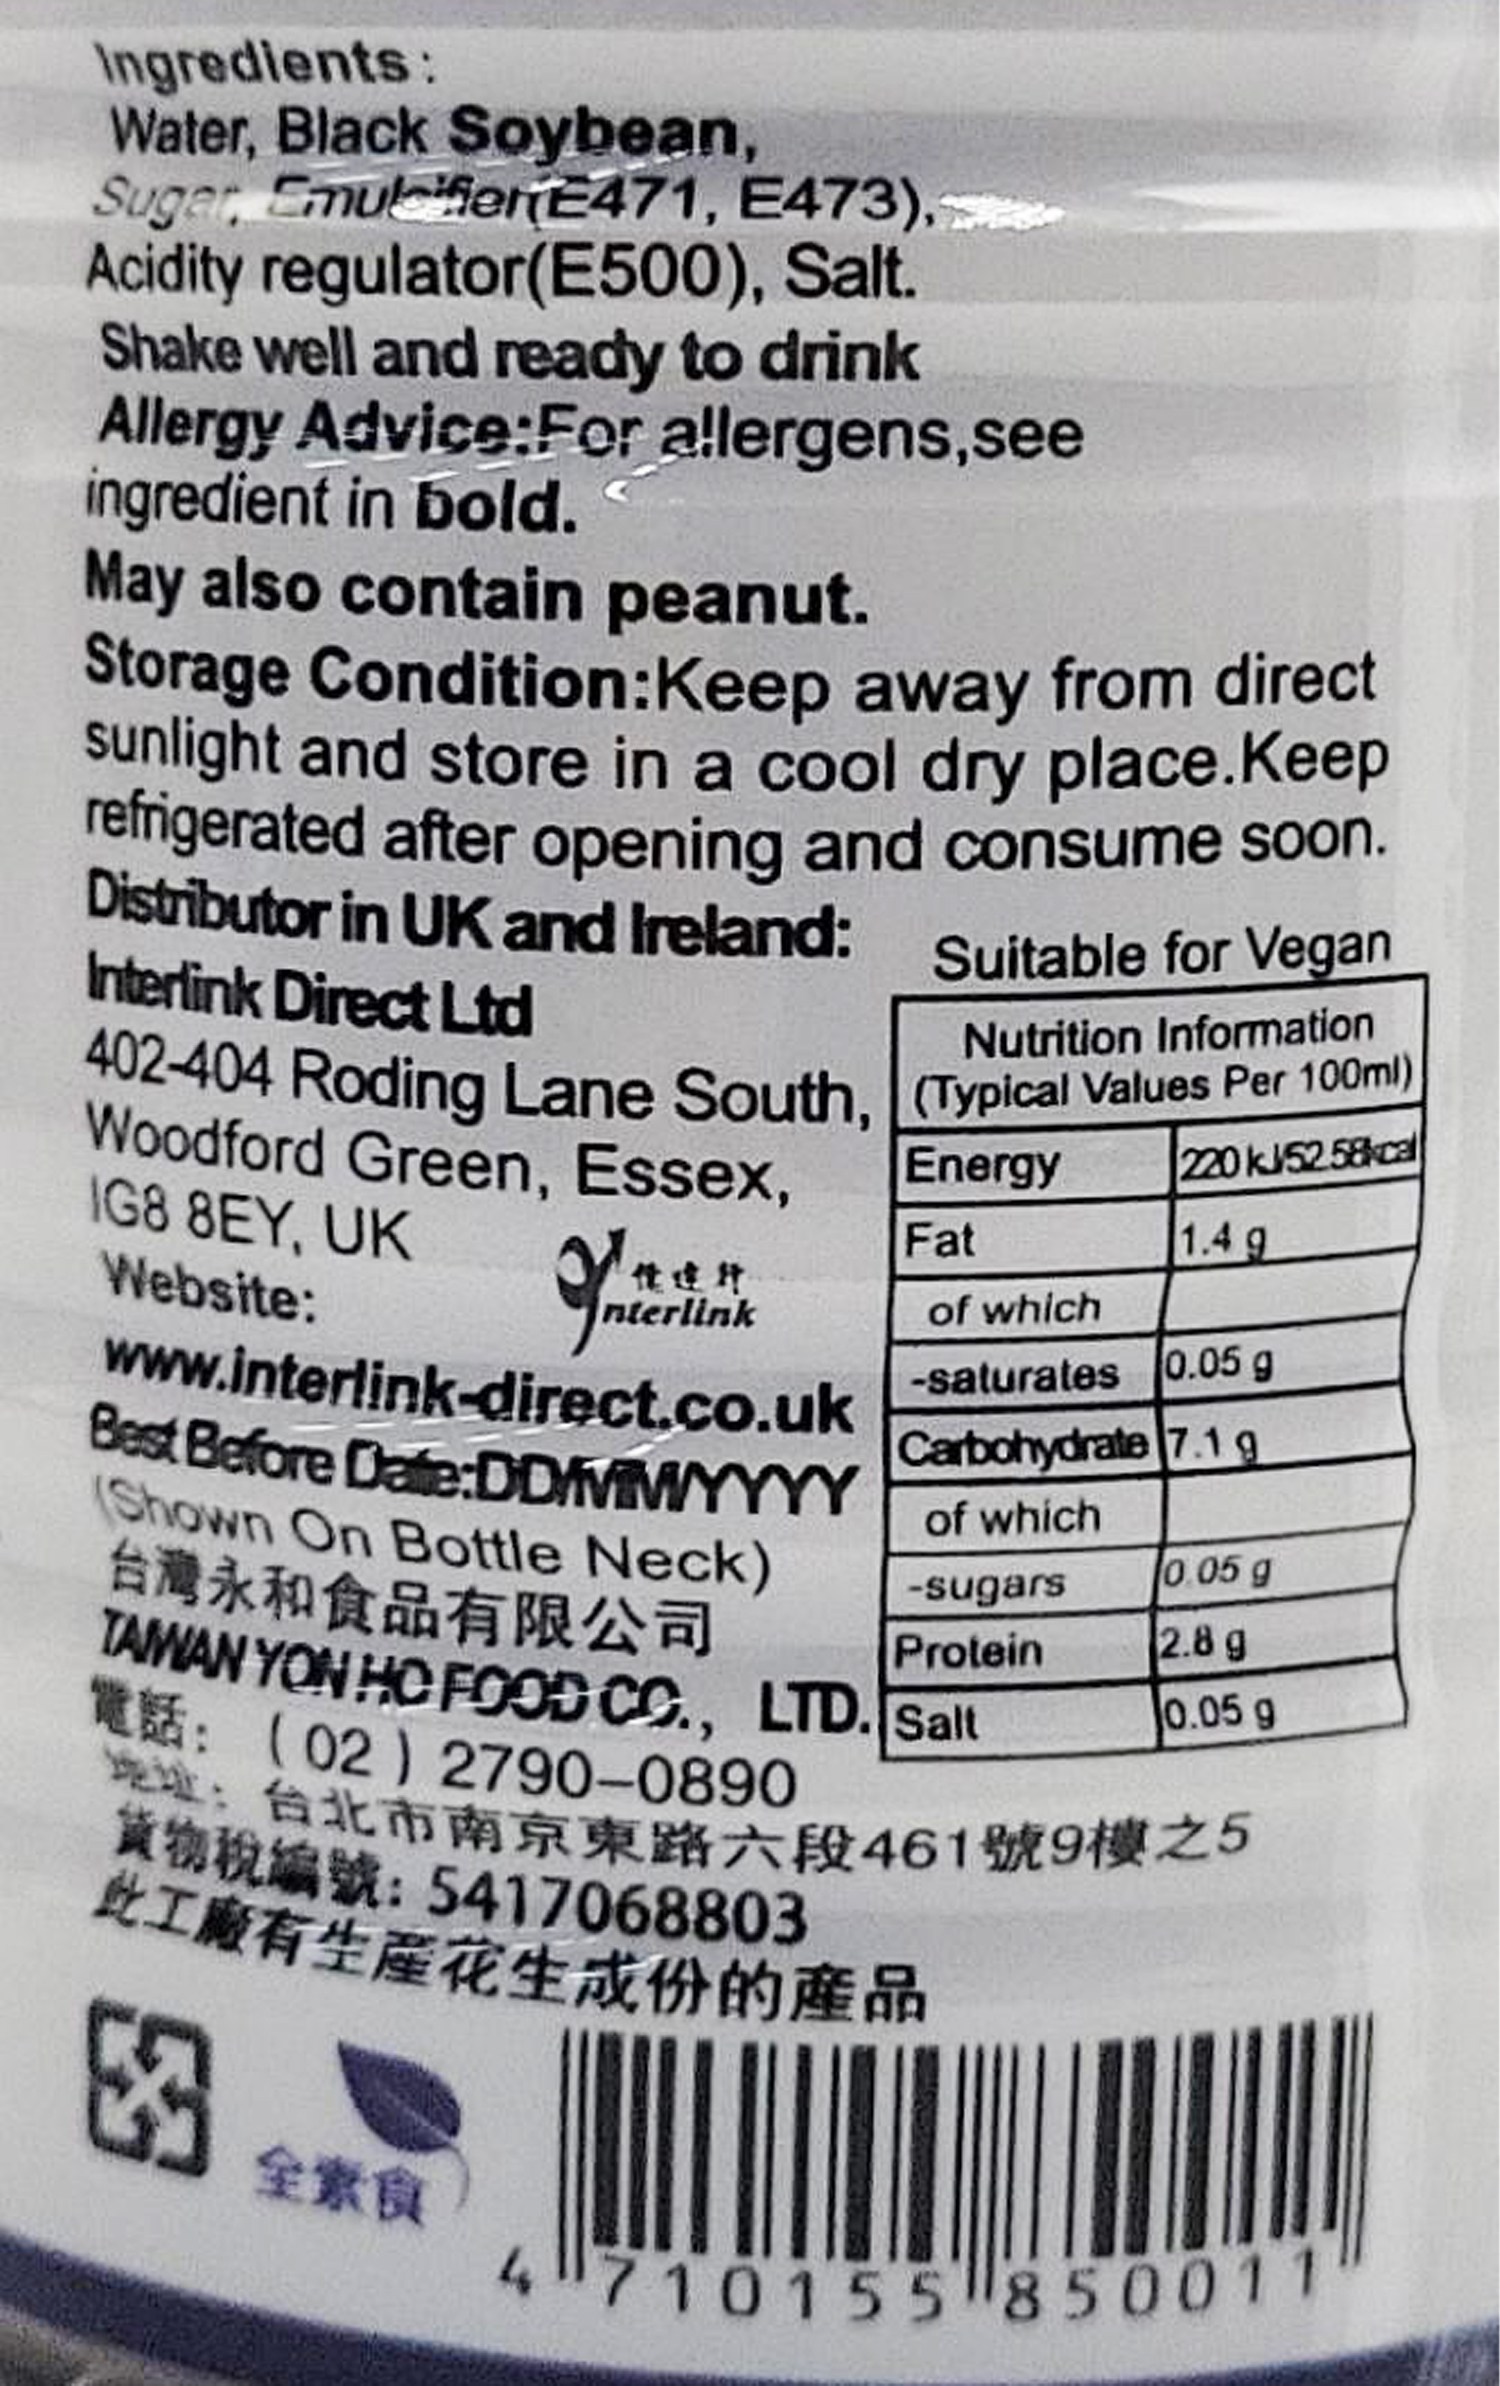 Ingredients:
Water, Black Soybean,
Sugar, Emulsifier(E471, E473),
Acidity regulator(E500), Salt.
Shake well and ready to drink
Allergy Advice:For allergens,see
ingredient in bold.
May also contain peanut.
Storage Condition:Keep away from direct
sunlight and store in a cool dry place.Keep
refrigerated after opening and consume soon.
Distributor in UK and Ireland:
Interlink Direct Ltd
402-404 Roding Lane South,
Woodford Green, Essex,
IG8 8EY, UK
Website:
Interlink
www.interlink-direct.co.uk
Best Before Date:DD/MM/YYYY
(Shown On Bottle Neck)
Suitable for Vegan
Nutrition Information
(Typical Values Per 100ml)
Energy 220 kJ/52.58kcal
Fat 1.4 g
of which
-saturates 0.05 g
Carbohydrate 7.1 g
of which
-sugars 0.05 g
Protein 2.8 g
Salt 0.05 g
台灣永和食品有限公司
TAIWAN YON HO FOOD CO., LTD.
電話: (02) 2790-0890
地址: 台北市南京東路六段461號9樓之5
貨物稅編號: 5417068803
此工廠有生產花生成份的產品
全素食
4 710155 850011